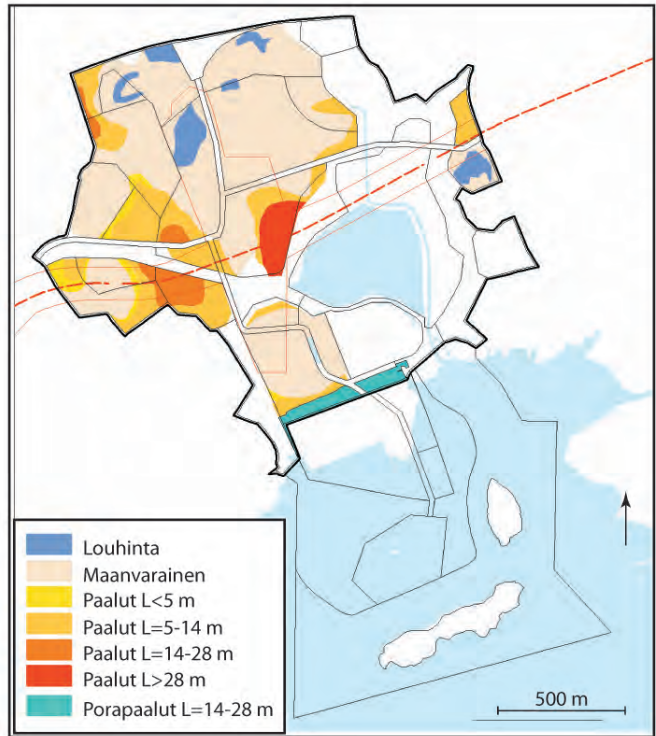 Louhinta
Maanvarainen
Paalut L<5 m
Paalut L=5-14 m
Paalut L=14-28 m
Paalut L>28 m
Porapaalut L=14-28 m
500 m